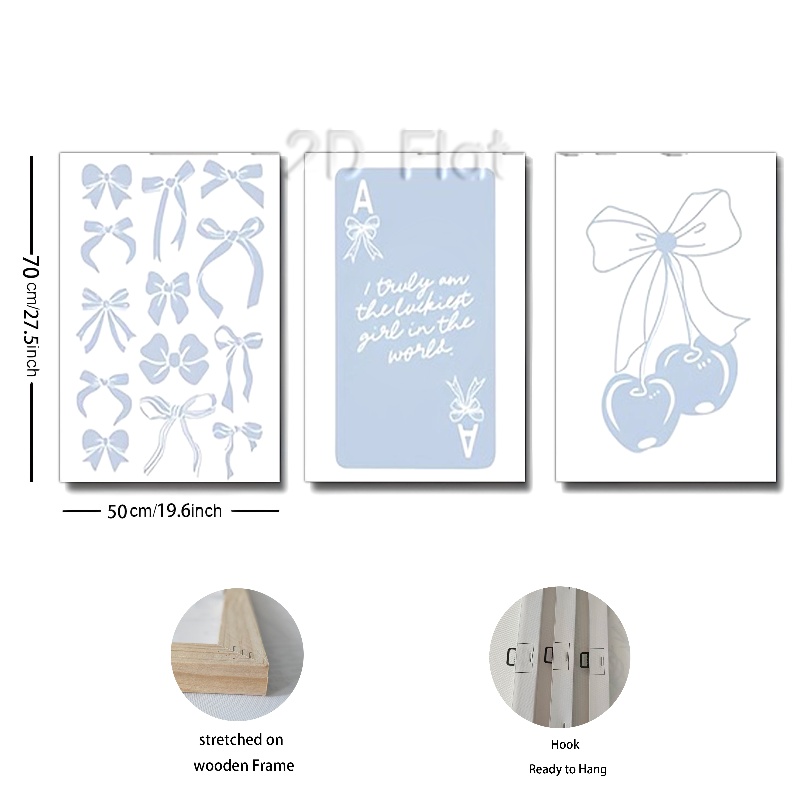 2D Flat
A
I truly am
the luckiest
girl in the
world.
A
70 cm/27.5inch
50cm/19.6inch
stretched on
wooden Frame
Hook
Ready to Hang